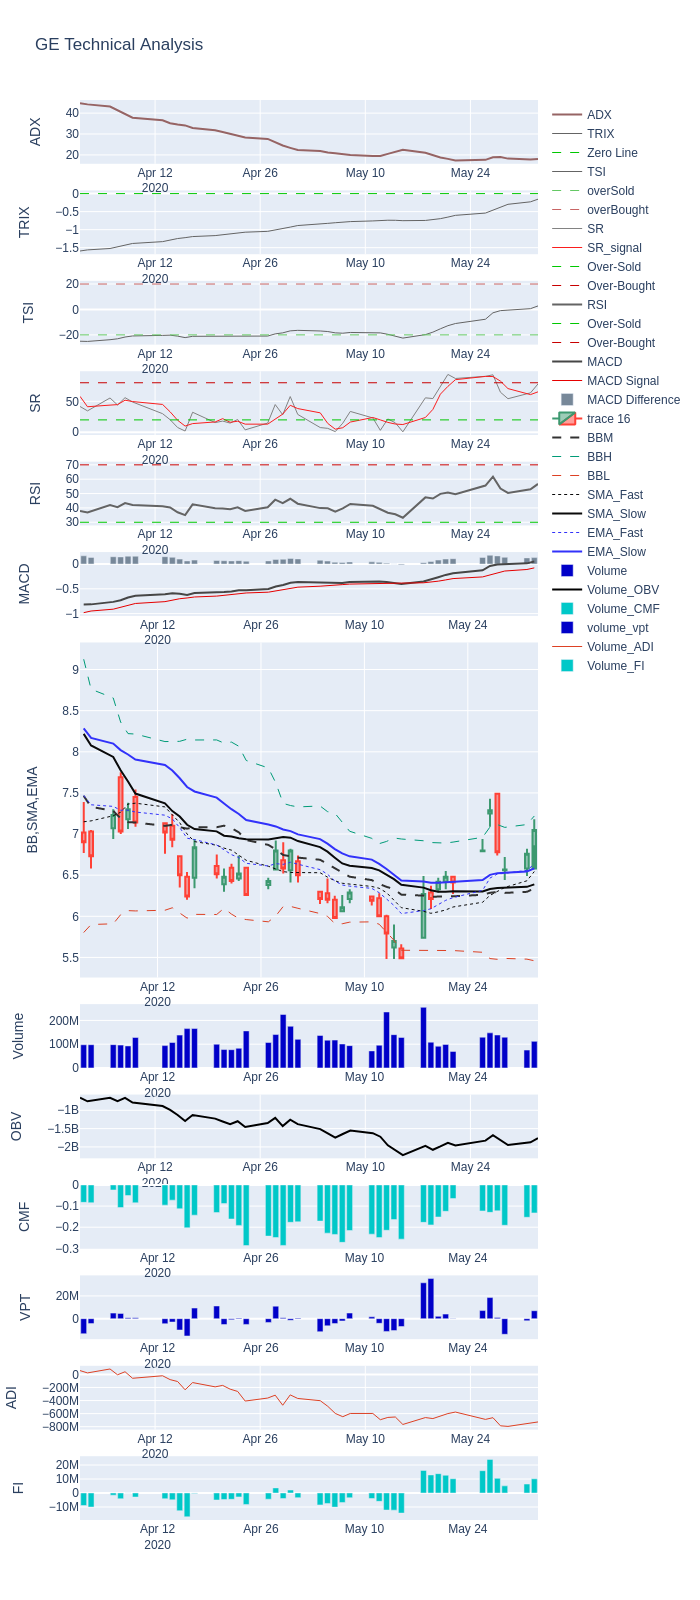 GE Technical Analysis
ADX
40
30
20
Apr 12
2020
Apr 26
May 10
May 24
TRIX
0
−0.5
−1
−1.5
Apr 12
2020
Apr 26
May 10
May 24
TSI
20
0
−20
Apr 12
2020
Apr 26
May 10
May 24
SR
50
0
Apr 12
2020
Apr 26
May 10
May 24
RSI
70
60
50
40
30
Apr 12
2020
Apr 26
May 10
May 24
MACD
0
−0.5
−1
Apr 12
2020
Apr 26
May 10
May 24
BB,SMA,EMA
9
8.5
8
7.5
7
6.5
6
5.5
Apr 12
2020
Apr 26
May 10
May 24
Volume
200M
100M
0
Apr 12
2020
Apr 26
May 10
May 24
OBV
−1B
−1.5B
−2B
Apr 12
2020
Apr 26
May 10
May 24
CMF
0
−0.1
−0.2
−0.3
Apr 12
2020
Apr 26
May 10
May 24
VPT
20M
0
Apr 12
2020
Apr 26
May 10
May 24
ADI
0
−200M
−400M
−600M
−800M
Apr 12
2020
Apr 26
May 10
May 24
FI
20M
10M
0
−10M
Apr 12
2020
Apr 26
May 10
May 24
ADX
TRIX
Zero Line
TSI
overSold
overBought
SR
SR_signal
Over-Sold
Over-Bought
RSI
Over-Sold
Over-Bought
MACD
MACD Signal
MACD Difference
trace 16
BBM
BBH
BBL
SMA_Fast
SMA_Slow
EMA_Fast
EMA_Slow
Volume
Volume_OBV
Volume_CMF
volume_vpt
Volume_ADI
Volume_FI